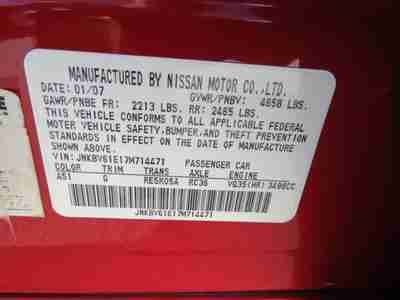 MANUFACTURED BY NISSAN MOTOR CO.,LTD.
DATE: 01/07 GVWR/PNBV: 4658 LBS.
GAWR/PNBE FR: 2213 LBS. RR: 2465 LBS.
THIS VEHICLE CONFORMS TO ALL APPLICABLE FEDERAL
MOTOR VEHICLE SAFETY, BUMPER, AND THEFT PREVENTION
STANDARDS IN EFFECT ON THE DATE OF MANUFACTURE
SHOWN ABOVE.
VIN: JNKBV61E17M714471 PASSENGER CAR
COLOR TRIM TRANS AXLE ENGINE
A51 G RE5R05A RC36 VQ35(HR) 3498CC
JNKBV61E17M714471